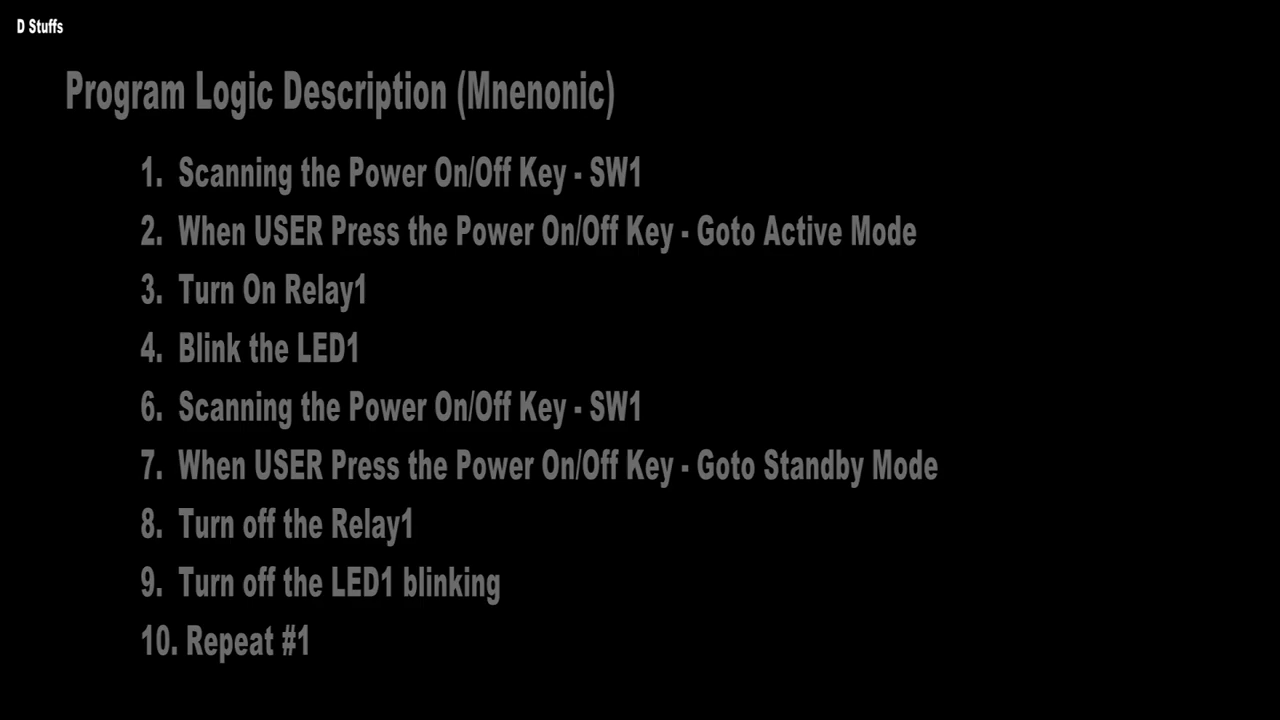 D Stuffs
Program Logic Description (Mnenonic)
1. Scanning the Power On/Off Key - SW1
2. When USER Press the Power On/Off Key - Goto Active Mode
3. Turn On Relay1
4. Blink the LED1
6. Scanning the Power On/Off Key - SW1
7. When USER Press the Power On/Off Key - Goto Standby Mode
8. Turn off the Relay1
9. Turn off the LED1 blinking
10. Repeat #1